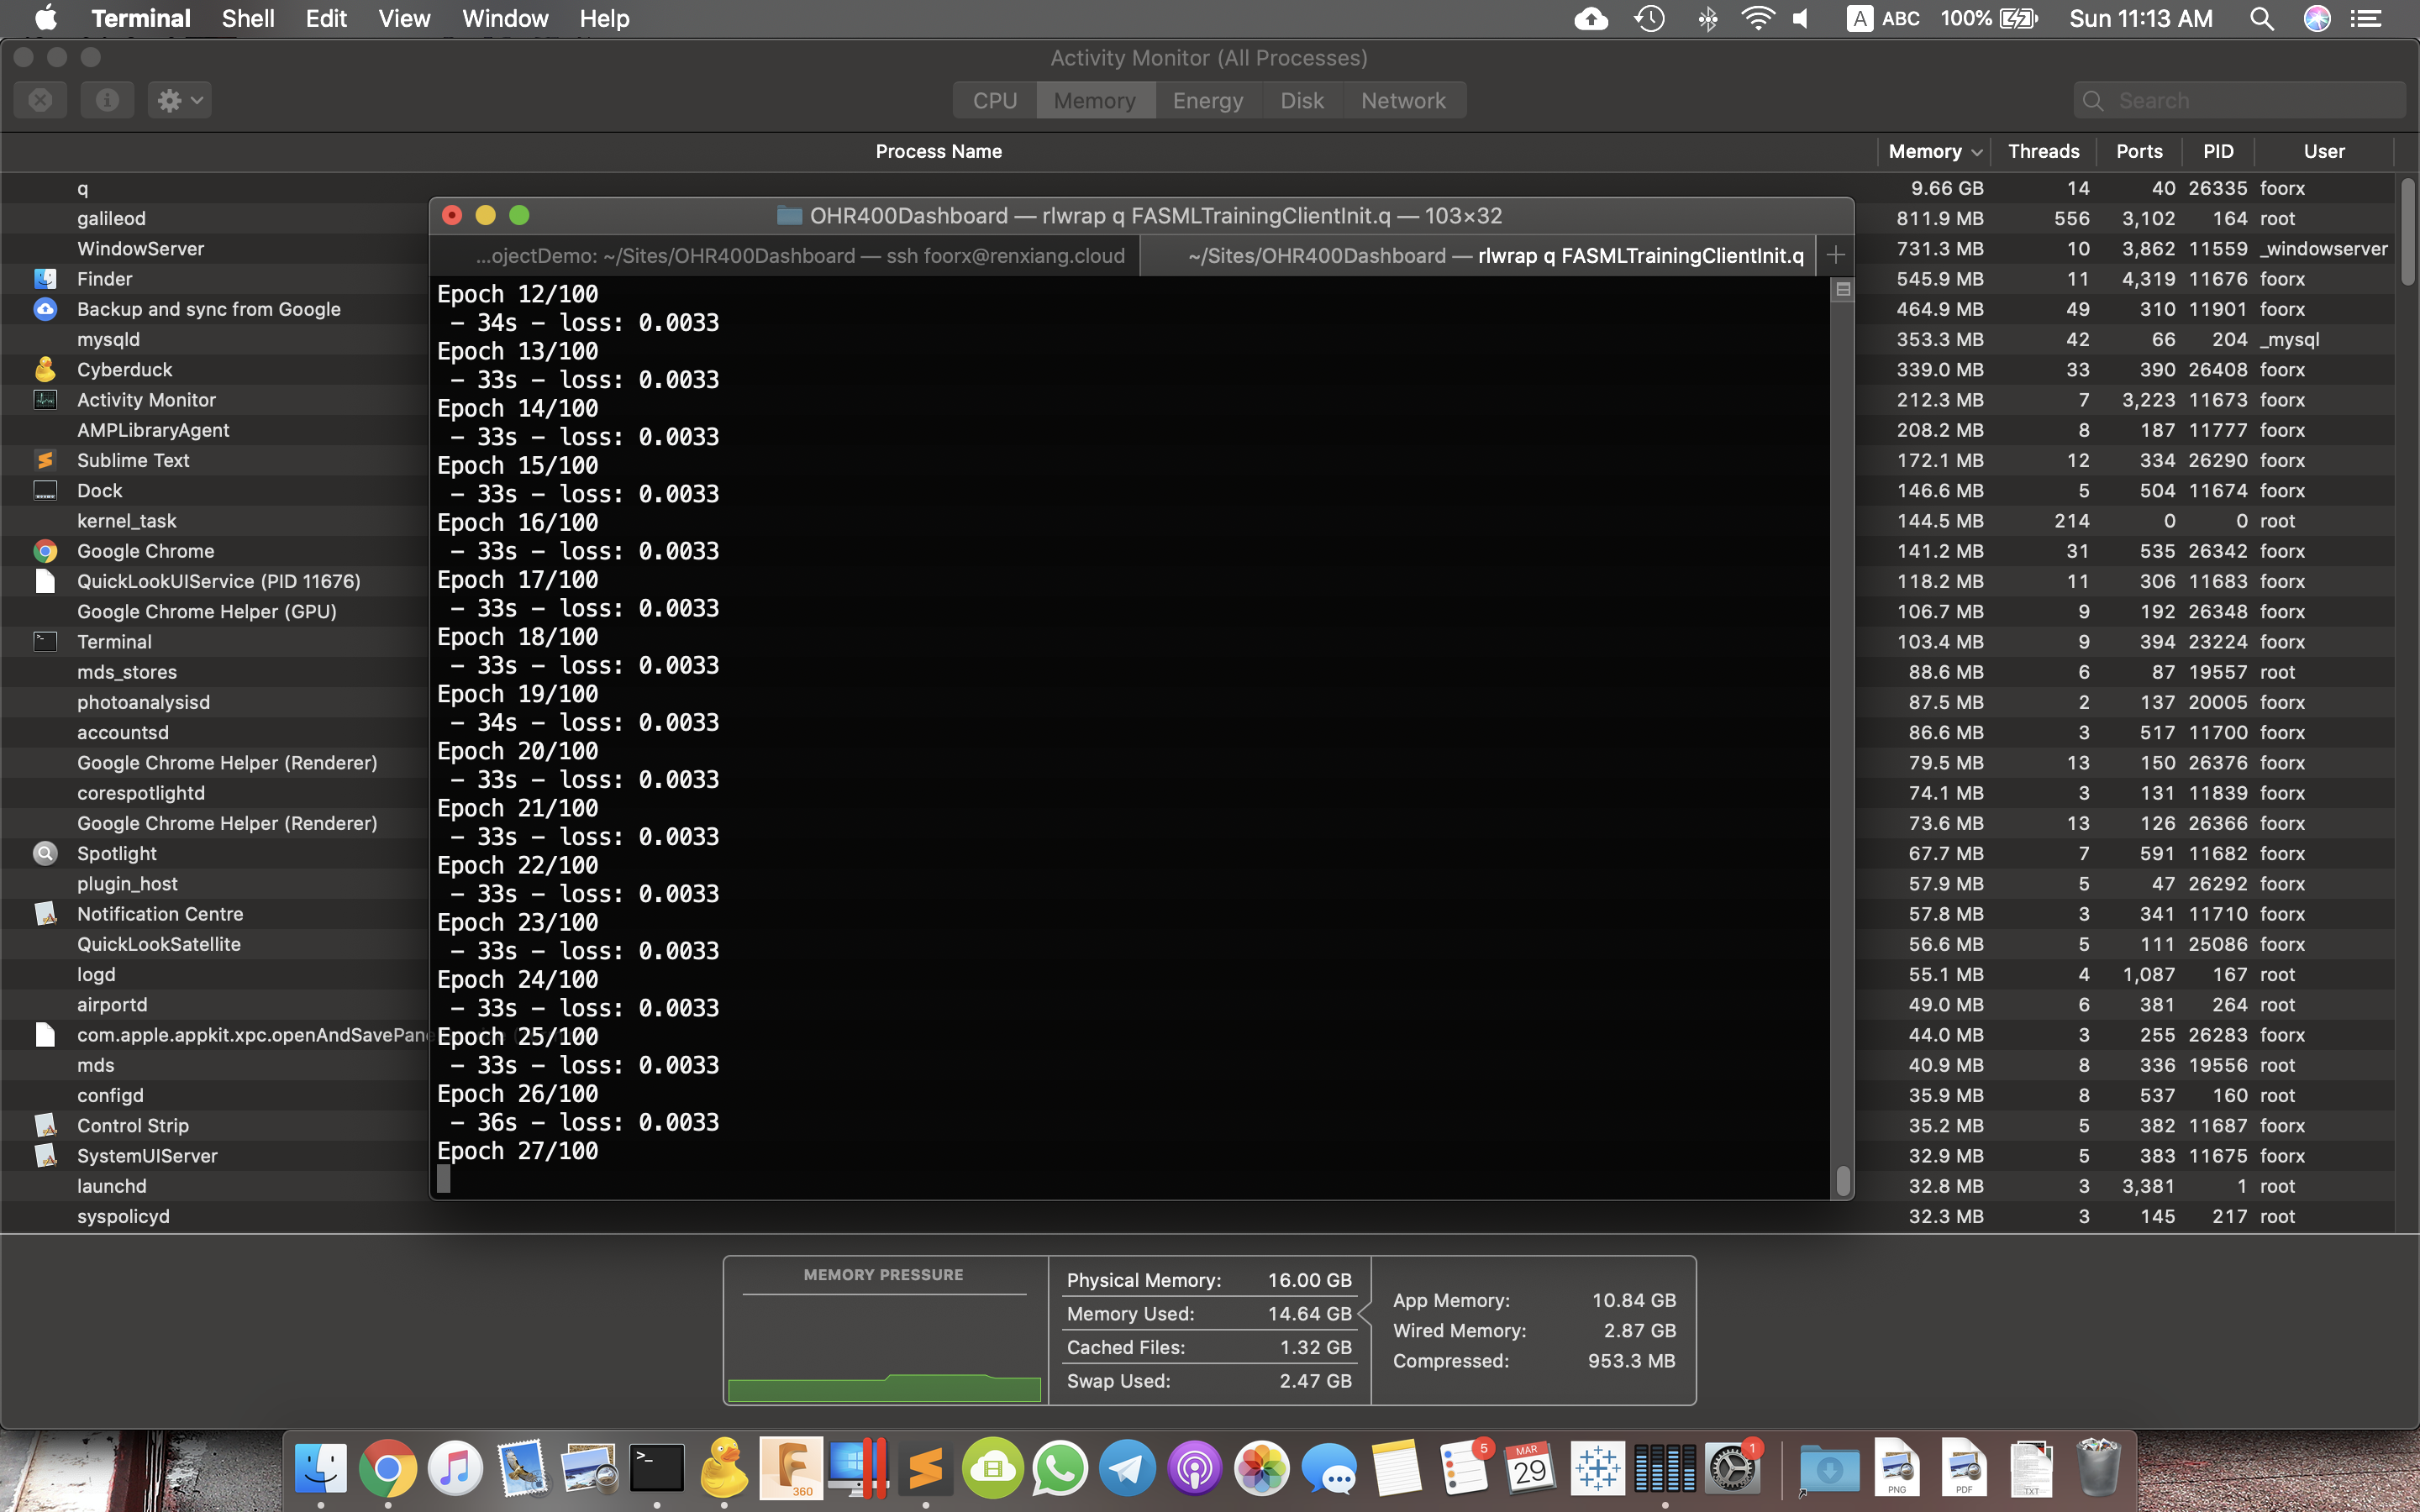 Terminal Shell Edit View Window Help A ABC 100% Sun 11:13 AM
Activity Monitor (All Processes)
CPU Memory Energy Disk Network Search
Process Name Memory Threads Ports PID User
q 9.66 GB 14 40 26335 foorx
galileod 811.9 MB 556 3,102 164 root
WindowServer 731.3 MB 10 3,862 11559 _windowserver
Finder 545.9 MB 11 4,319 11676 foorx
Backup and sync from Google 464.9 MB 49 310 11901 foorx
mysqld 353.3 MB 42 66 204 _mysql
Cyberduck 339.0 MB 33 390 26408 foorx
Activity Monitor 212.3 MB 7 3,223 11673 foorx
AMPLibraryAgent 208.2 MB 8 187 11777 foorx
Sublime Text 172.1 MB 12 334 26290 foorx
Dock 146.6 MB 5 504 11674 foorx
kernel_task 144.5 MB 214 0 0 root
Google Chrome 141.2 MB 31 535 26342 foorx
QuickLookUIService (PID 11676) 118.2 MB 11 306 11683 foorx
Google Chrome Helper (GPU) 106.7 MB 9 192 26348 foorx
Terminal 103.4 MB 9 394 23224 foorx
mds_stores 88.6 MB 6 87 19557 root
photoanalysisd 87.5 MB 2 137 20005 foorx
accountsd 86.6 MB 3 517 11700 foorx
Google Chrome Helper (Renderer) 79.5 MB 13 150 26376 foorx
corespotlightd 74.1 MB 3 131 11839 foorx
Google Chrome Helper (Renderer) 73.6 MB 13 126 26366 foorx
Spotlight 67.7 MB 7 591 11682 foorx
plugin_host 57.9 MB 5 47 26292 foorx
Notification Centre 57.8 MB 3 341 11710 foorx
QuickLookSatellite 56.6 MB 5 111 25086 foorx
logd 55.1 MB 4 1,087 167 root
airportd 49.0 MB 6 381 264 root
com.apple.appkit.xpc.openAndSavePane 44.0 MB 3 255 26283 foorx
mds 40.9 MB 8 336 19556 root
configd 35.9 MB 8 537 160 root
Control Strip 35.2 MB 5 382 11687 foorx
SystemUIServer 32.9 MB 5 383 11675 foorx
launchd 32.8 MB 3 3,381 1 root
syspolicyd 32.3 MB 3 145 217 root
OHR400Dashboard — rlwrap q FASMLTrainingClientInit.q — 103×32
...ojectDemo: ~/Sites/OHR400Dashboard — ssh foorx@renxiang.cloud ~/Sites/OHR400Dashboard — rlwrap q FASMLTrainingClientInit.q
Epoch 12/100
- 34s - loss: 0.0033
Epoch 13/100
- 33s - loss: 0.0033
Epoch 14/100
- 33s - loss: 0.0033
Epoch 15/100
- 33s - loss: 0.0033
Epoch 16/100
- 33s - loss: 0.0033
Epoch 17/100
- 33s - loss: 0.0033
Epoch 18/100
- 33s - loss: 0.0033
Epoch 19/100
- 34s - loss: 0.0033
Epoch 20/100
- 33s - loss: 0.0033
Epoch 21/100
- 33s - loss: 0.0033
Epoch 22/100
- 33s - loss: 0.0033
Epoch 23/100
- 33s - loss: 0.0033
Epoch 24/100
- 33s - loss: 0.0033
Epoch 25/100
- 33s - loss: 0.0033
Epoch 26/100
- 36s - loss: 0.0033
Epoch 27/100
MEMORY PRESSURE
Physical Memory: 16.00 GB
Memory Used: 14.64 GB
Cached Files: 1.32 GB
Swap Used: 2.47 GB
App Memory: 10.84 GB
Wired Memory: 2.87 GB
Compressed: 953.3 MB
360
5
MAR
29
1
PNG
PDF
TXT